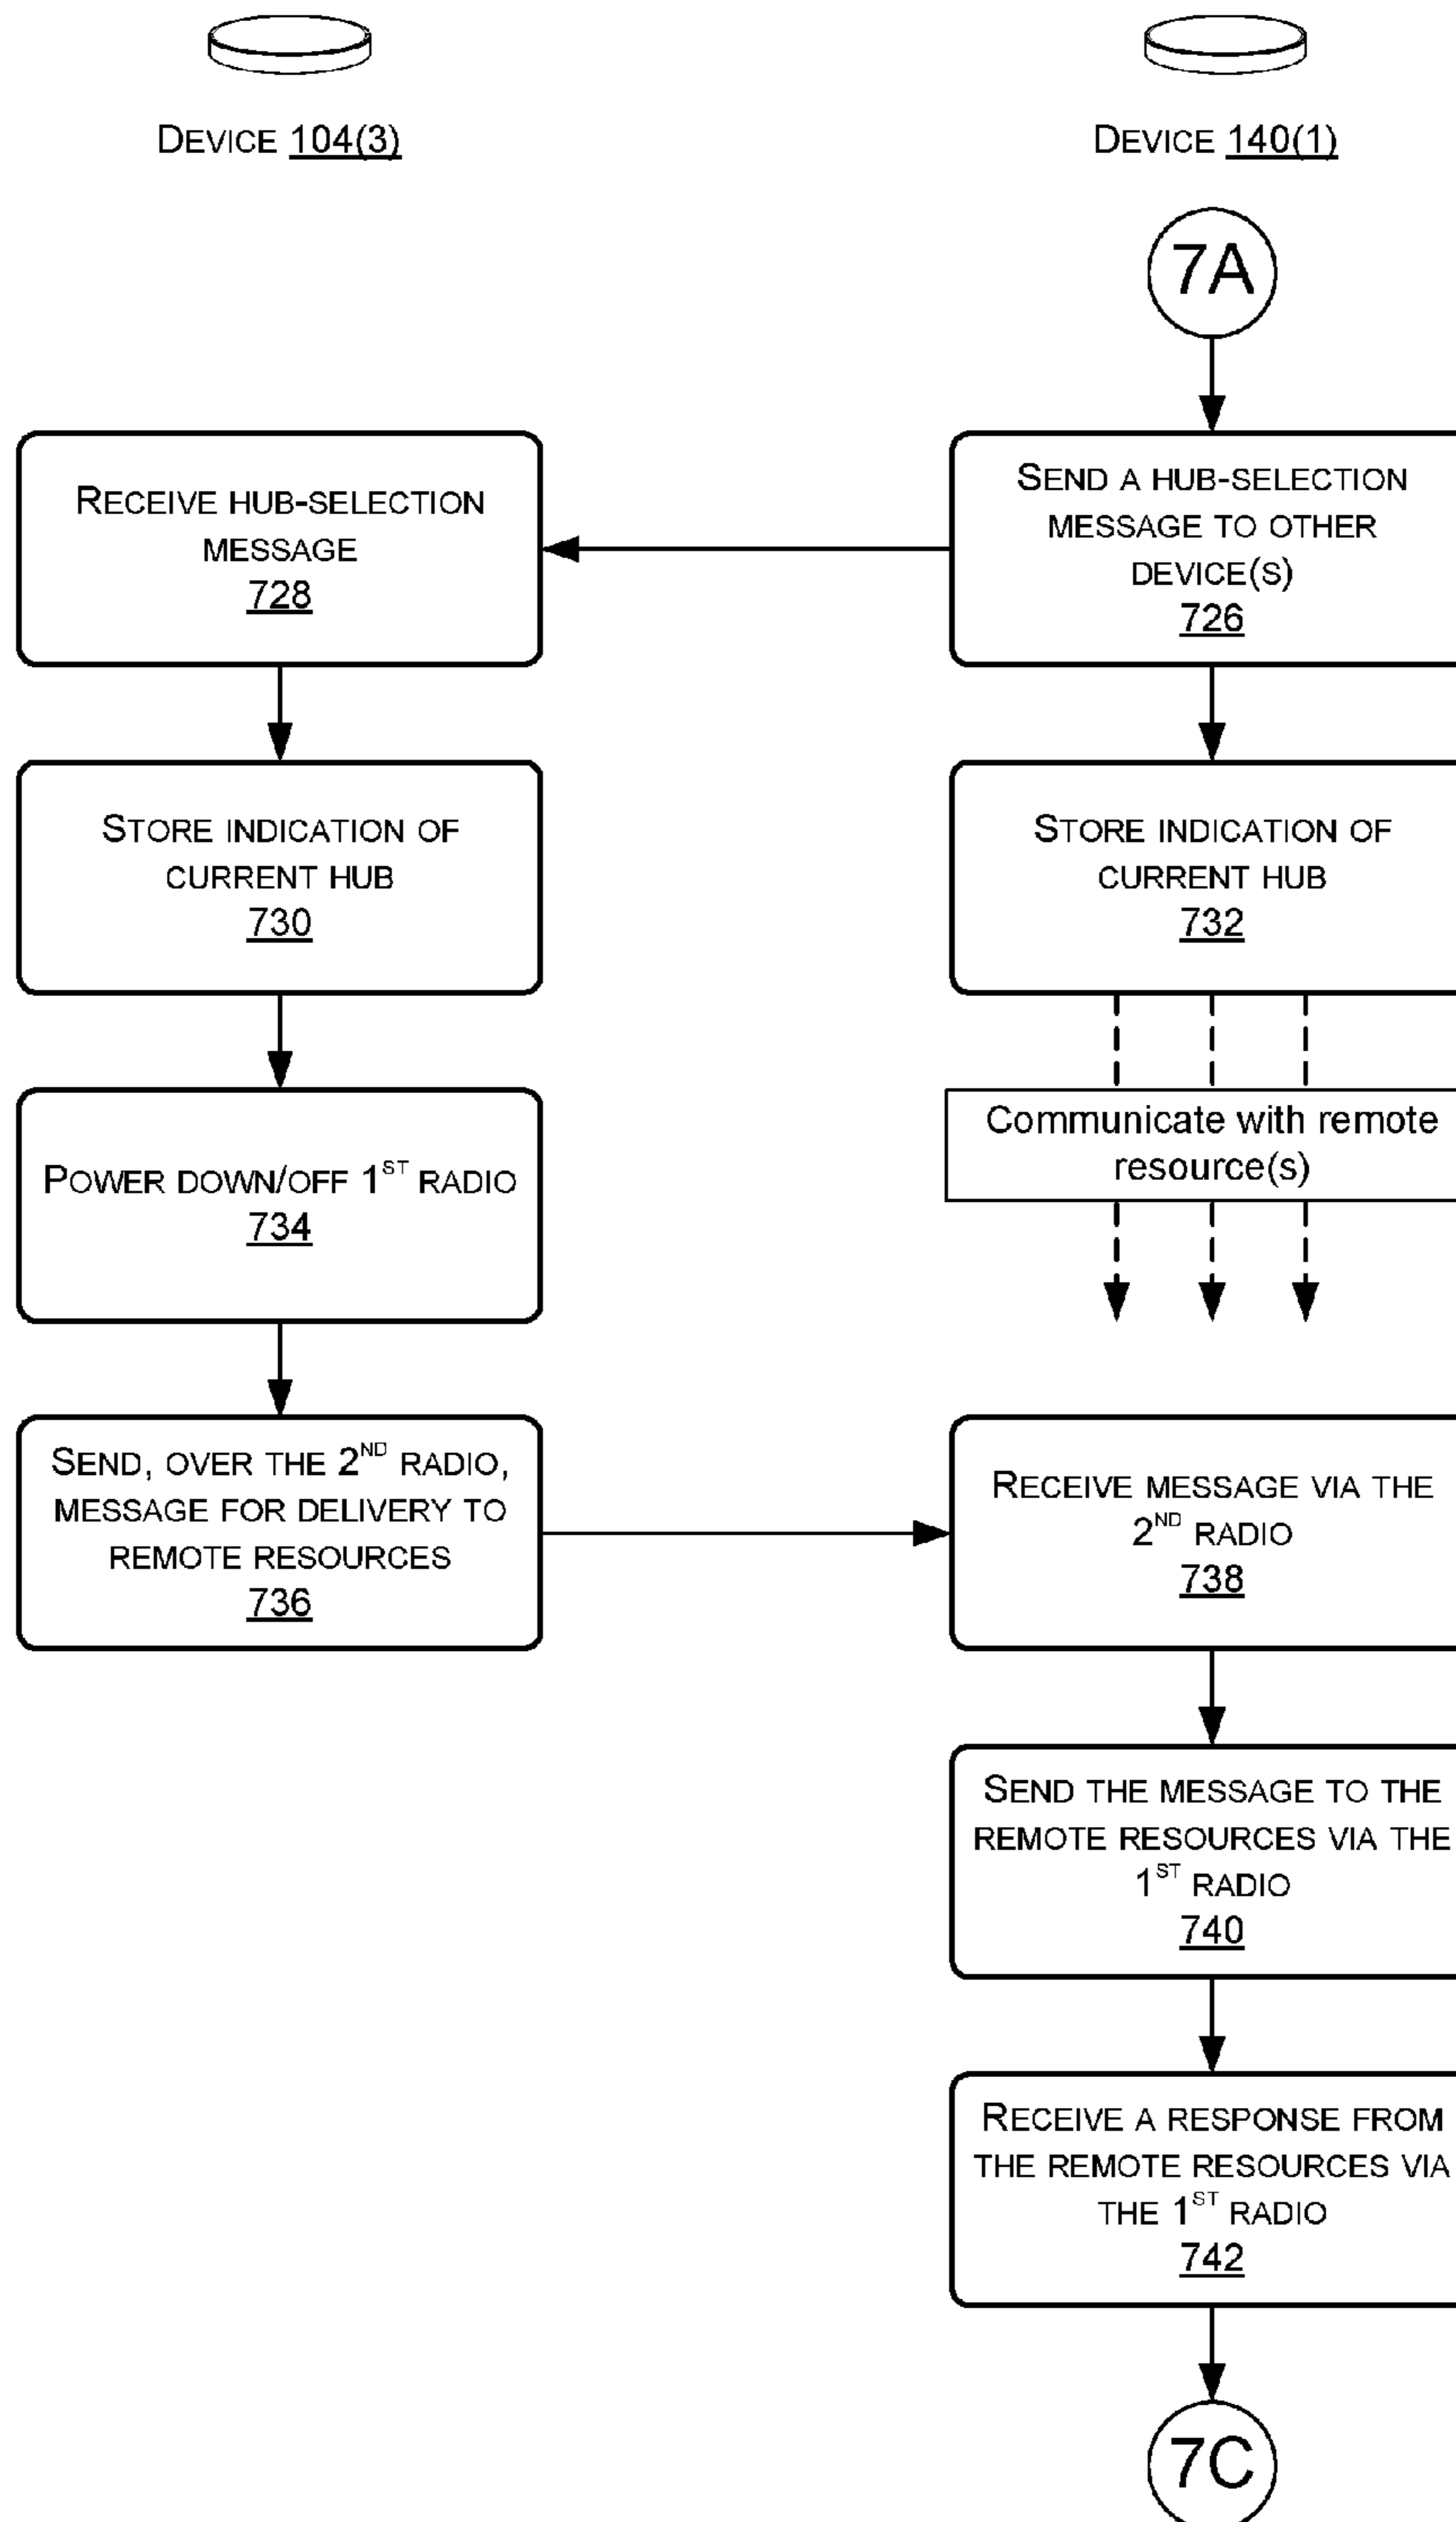 DEVICE 104(3)
DEVICE 140(1)
7A
RECEIVE HUB-SELECTION
MESSAGE
728
SEND A HUB-SELECTION
MESSAGE TO OTHER
DEVICE(S)
726
STORE INDICATION OF
CURRENT HUB
730
STORE INDICATION OF
CURRENT HUB
732
POWER DOWN/OFF 1ST RADIO
734
Communicate with remote
resource(s)
SEND, OVER THE 2ND RADIO,
MESSAGE FOR DELIVERY TO
REMOTE RESOURCES
736
RECEIVE MESSAGE VIA THE
2ND RADIO
738
SEND THE MESSAGE TO THE
REMOTE RESOURCES VIA THE
1ST RADIO
740
RECEIVE A RESPONSE FROM
THE REMOTE RESOURCES VIA
THE 1ST RADIO
742
7C